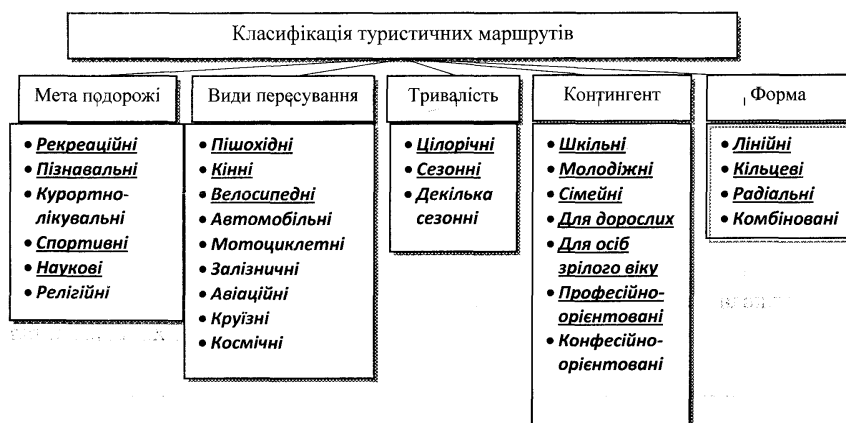 Класифікація туристичних маршрутів
Мета подорожі
• Рекреаційні
• Пізнавальні
• Курортно-
лікувальні
• Спортивні
• Наукові
• Релігійні
Види пересування
• Пішохідні
• Кінні
• Велосипедні
• Автомобільні
• Мотоциклетні
• Залізничні
• Авіаційні
• Круїзні
• Космічні
Тривалість
• Цілорічні
• Сезонні
• Декілька
сезонні
Контингент
• Шкільні
• Молодіжні
• Сімейні
• Для дорослих
• Для осіб
зрілого віку
• Професійно-
орієнтовані
• Конфесійно-
орієнтовані
Форма
• Лінійні
• Кільцеві
• Радіальні
• Комбіновані